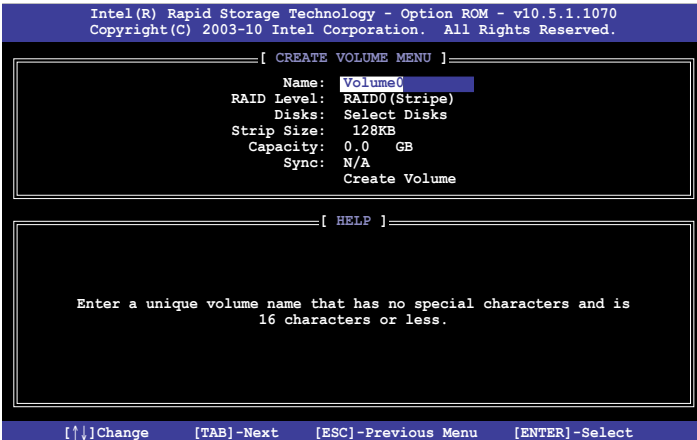 Intel(R) Rapid Storage Technology - Option ROM - v10.5.1.1070
Copyright(C) 2003-10 Intel Corporation. All Rights Reserved.
[ CREATE VOLUME MENU ]
Name: Volume0
RAID Level: RAID0(Stripe)
Disks: Select Disks
Strip Size: 128KB
Capacity: 0.0 GB
Sync: N/A
Create Volume
[ HELP ]
Enter a unique volume name that has no special characters and is
16 characters or less.
[↑↓]Change [TAB]-Next [ESC]-Previous Menu [ENTER]-Select